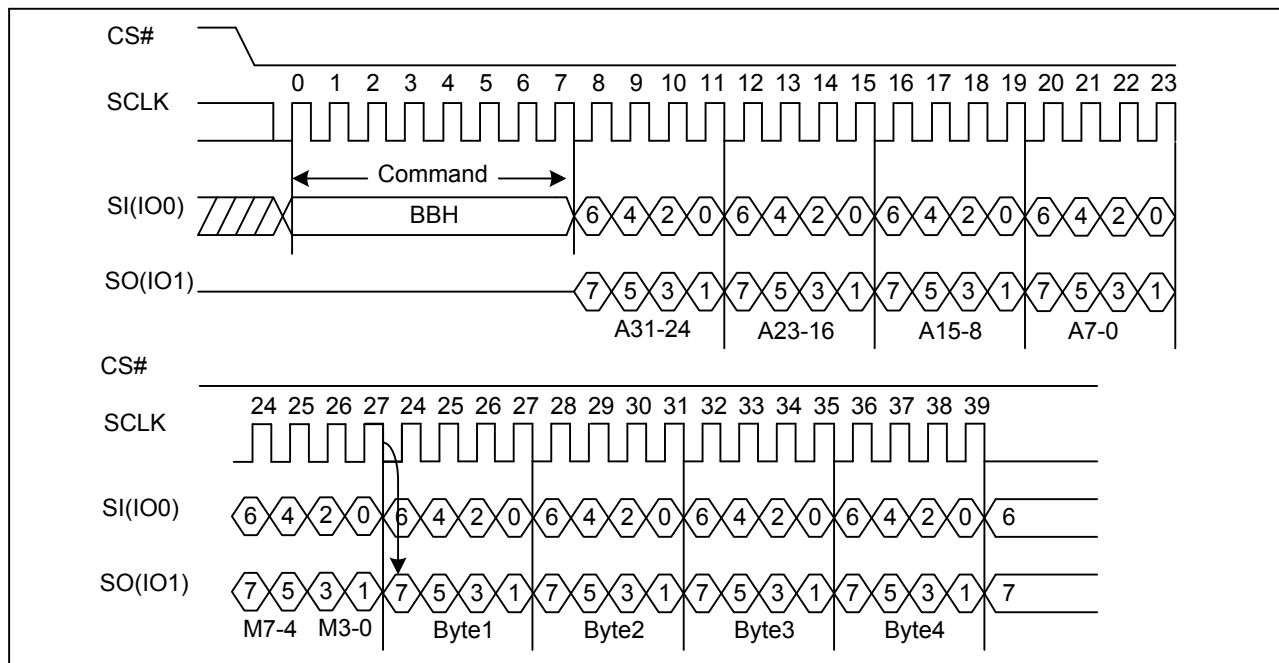 CS#
0 1 2 3 4 5 6 7 8 9 10 11 12 13 14 15 16 17 18 19 20 21 22 23
SCLK
Command
SI(IO0)
BBH
6 4 2 0 6 4 2 0 6 4 2 0 6 4 2 0
SO(IO1)
7 5 3 1 7 5 3 1 7 5 3 1 7 5 3 1
A31-24 A23-16 A15-8 A7-0
CS#
24 25 26 27 24 25 26 27 28 29 30 31 32 33 34 35 36 37 38 39
SCLK
SI(IO0)
6 4 2 0 6 4 2 0 6 4 2 0 6 4 2 0 6 4 2 0 6
SO(IO1)
7 5 3 1 7 5 3 1 7 5 3 1 7 5 3 1 7 5 3 1 7
M7-4 M3-0 Byte1 Byte2 Byte3 Byte4